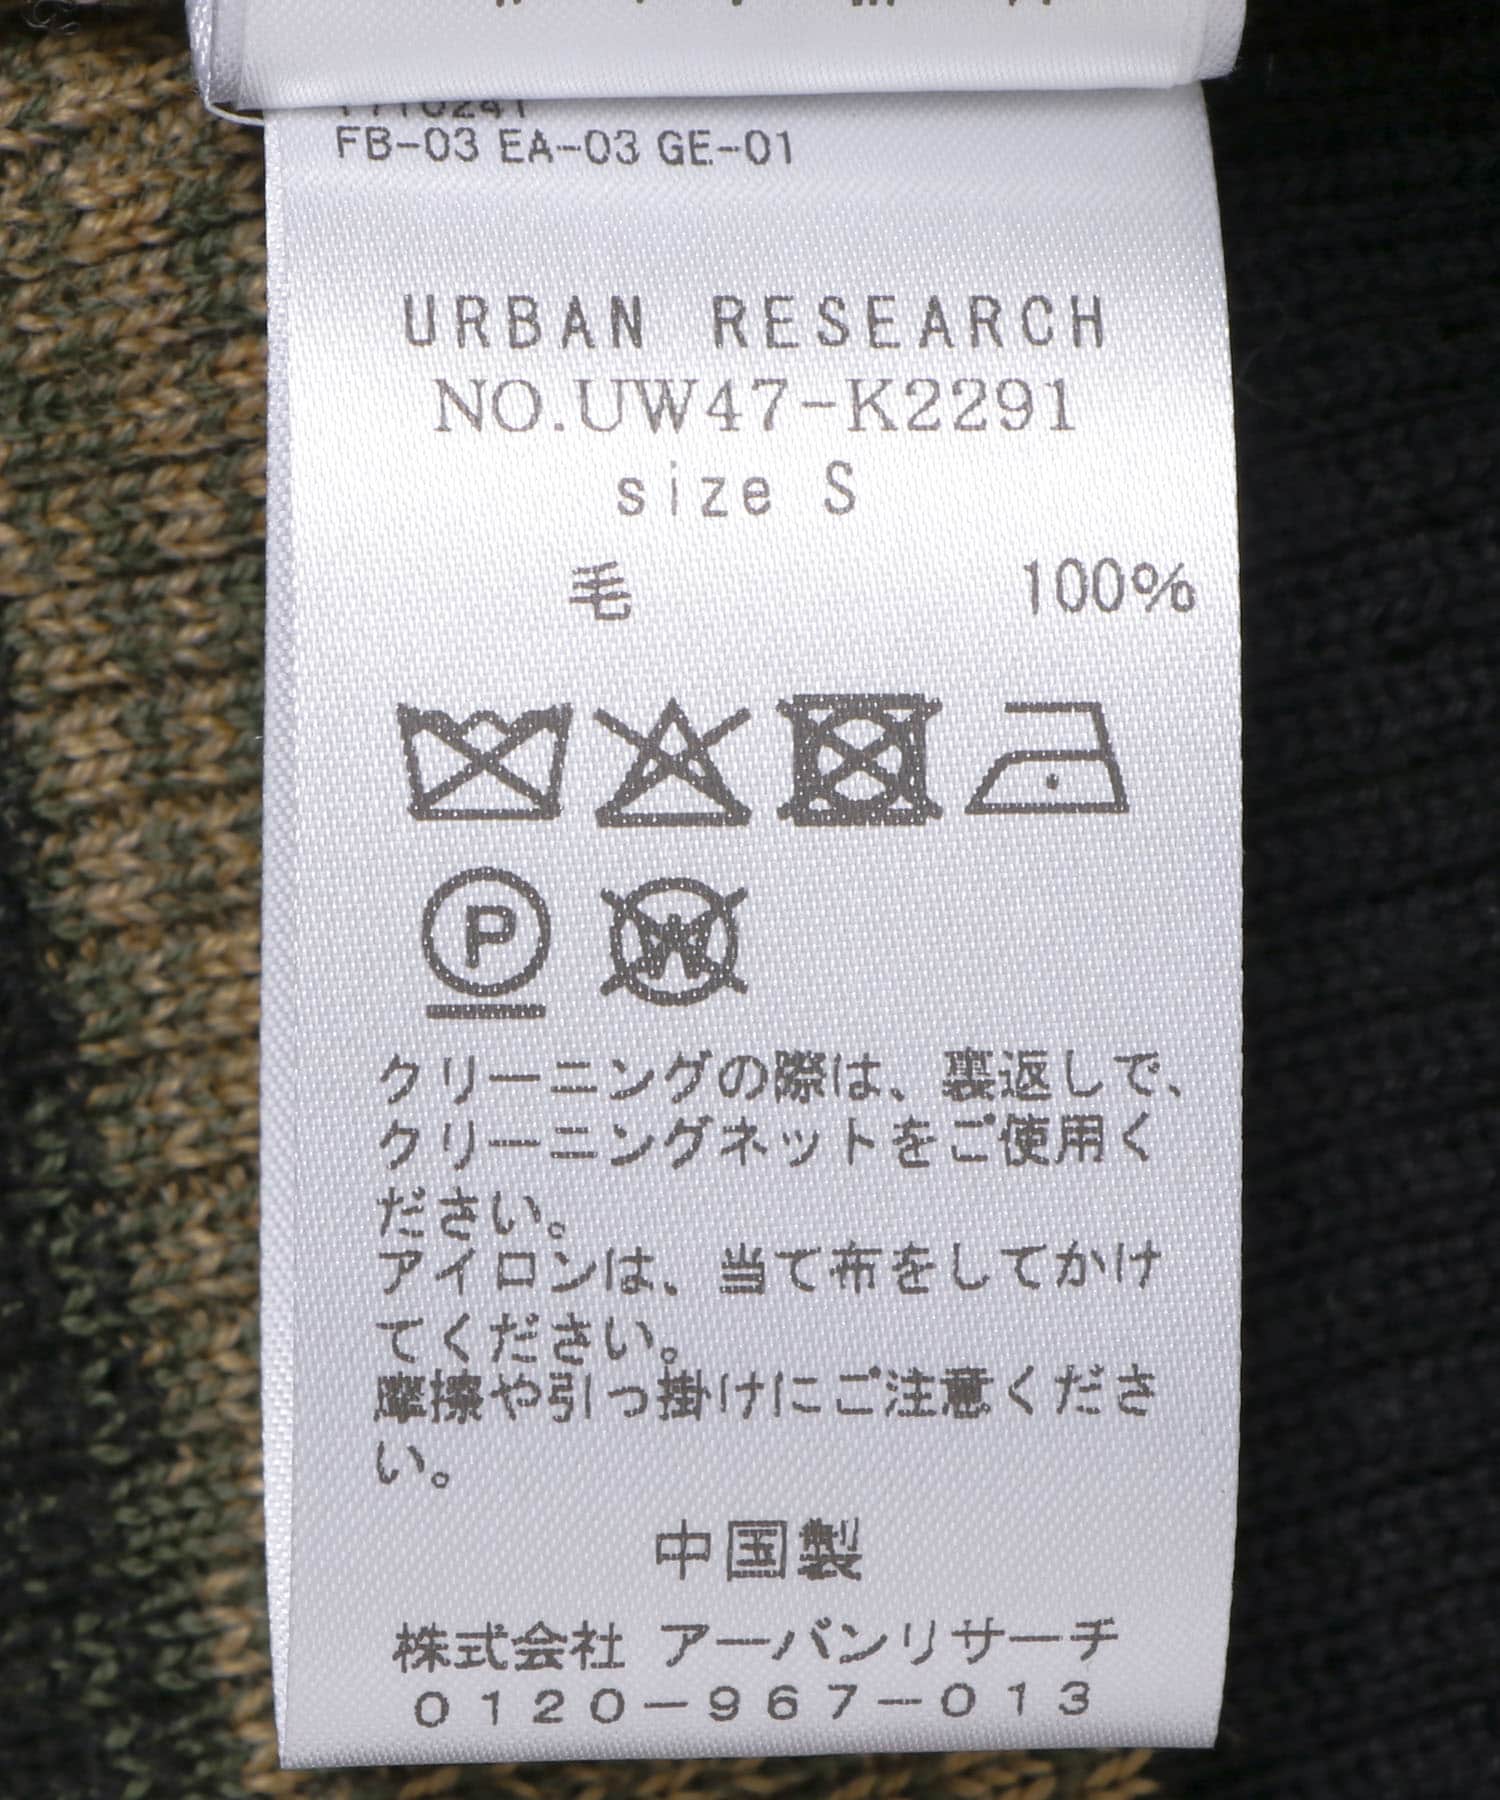 FB-03 EA-03 GE-01
URBAN RESEARCH
NO.UW47-K2291
size S
毛 100%
P
W
クリーニングの際は、裏返しで、
クリーニングネットをご使用く
ださい。
アイロンは、当て布をしてかけ
てください。
摩擦や引っ掛けにご注意くださ
い。
中国製
株式会社 アーバンリサーチ
0120-967-013